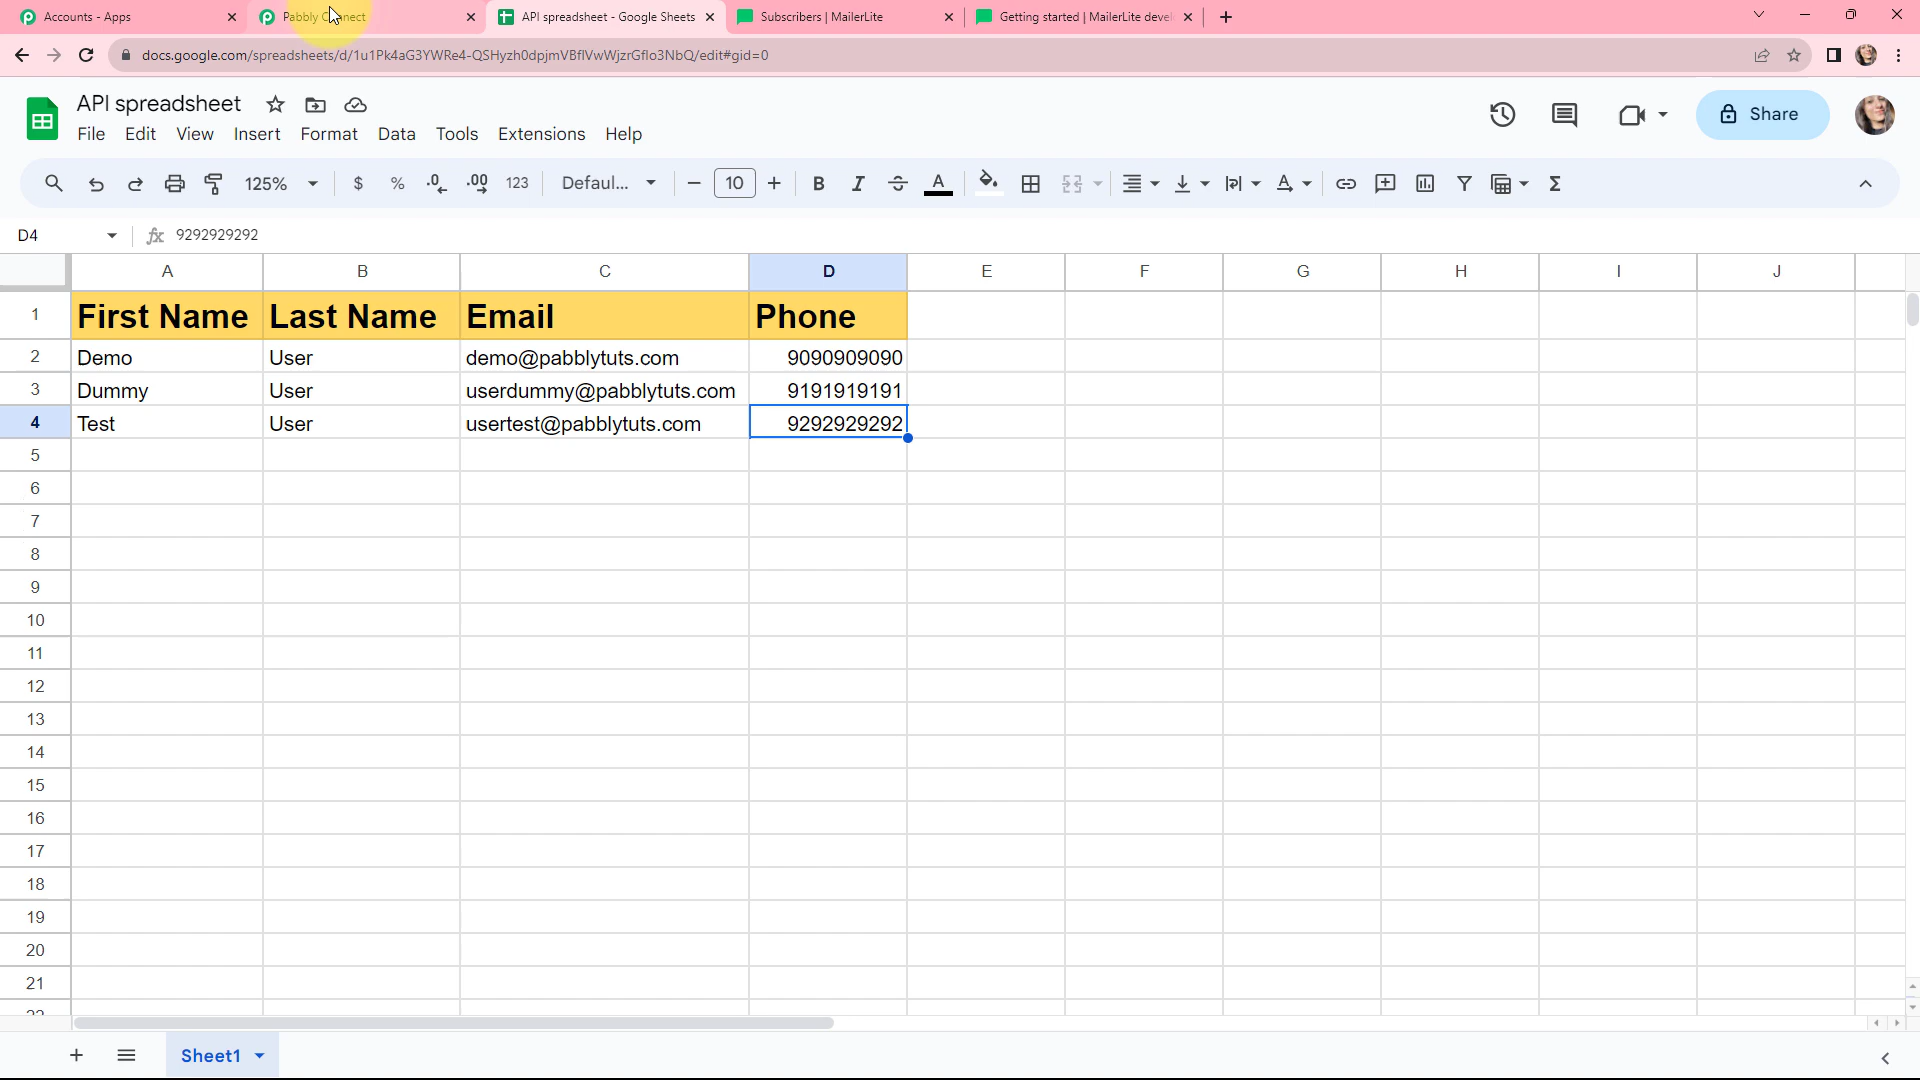 Accounts - Apps
Pabbly Connect
API spreadsheet - Google Sheets
Subscribers | MailerLite
Getting started | MailerLite devel
docs.google.com/spreadsheets/d/1u1Pk4aG3YWRe4-QSHyzh0dpjmVBflVwWjzrGflo3NbQ/edit#gid=0
API spreadsheet
File Edit View Insert Format Data Tools Extensions Help
Share
125% $ % .0 .00 123 Defaul... 10 B I A Σ
D4 fx 9292929292
A B C D E F G H I J
1 First Name Last Name Email Phone
2 Demo User demo@pabblytuts.com 9090909090
3 Dummy User userdummy@pabblytuts.com 9191919191
4 Test User usertest@pabblytuts.com 9292929292
5
6
7
8
9
10
11
12
13
14
15
16
17
18
19
20
21
22
Sheet1